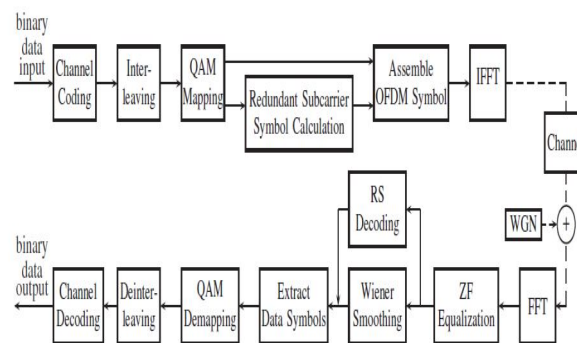 binary
data
input
Channel
Coding
Inter-
leaving
QAM
Mapping
Redundant Subcarrier
Symbol Calculation
Assemble
OFDM Symbol
IFFT
Channe
WGN
+
RS
Decoding
binary
data
output
Channel
Decoding
Deinter-
leaving
QAM
Demapping
Extract
Data Symbols
Wiener
Smoothing
ZF
Equalization
FFT